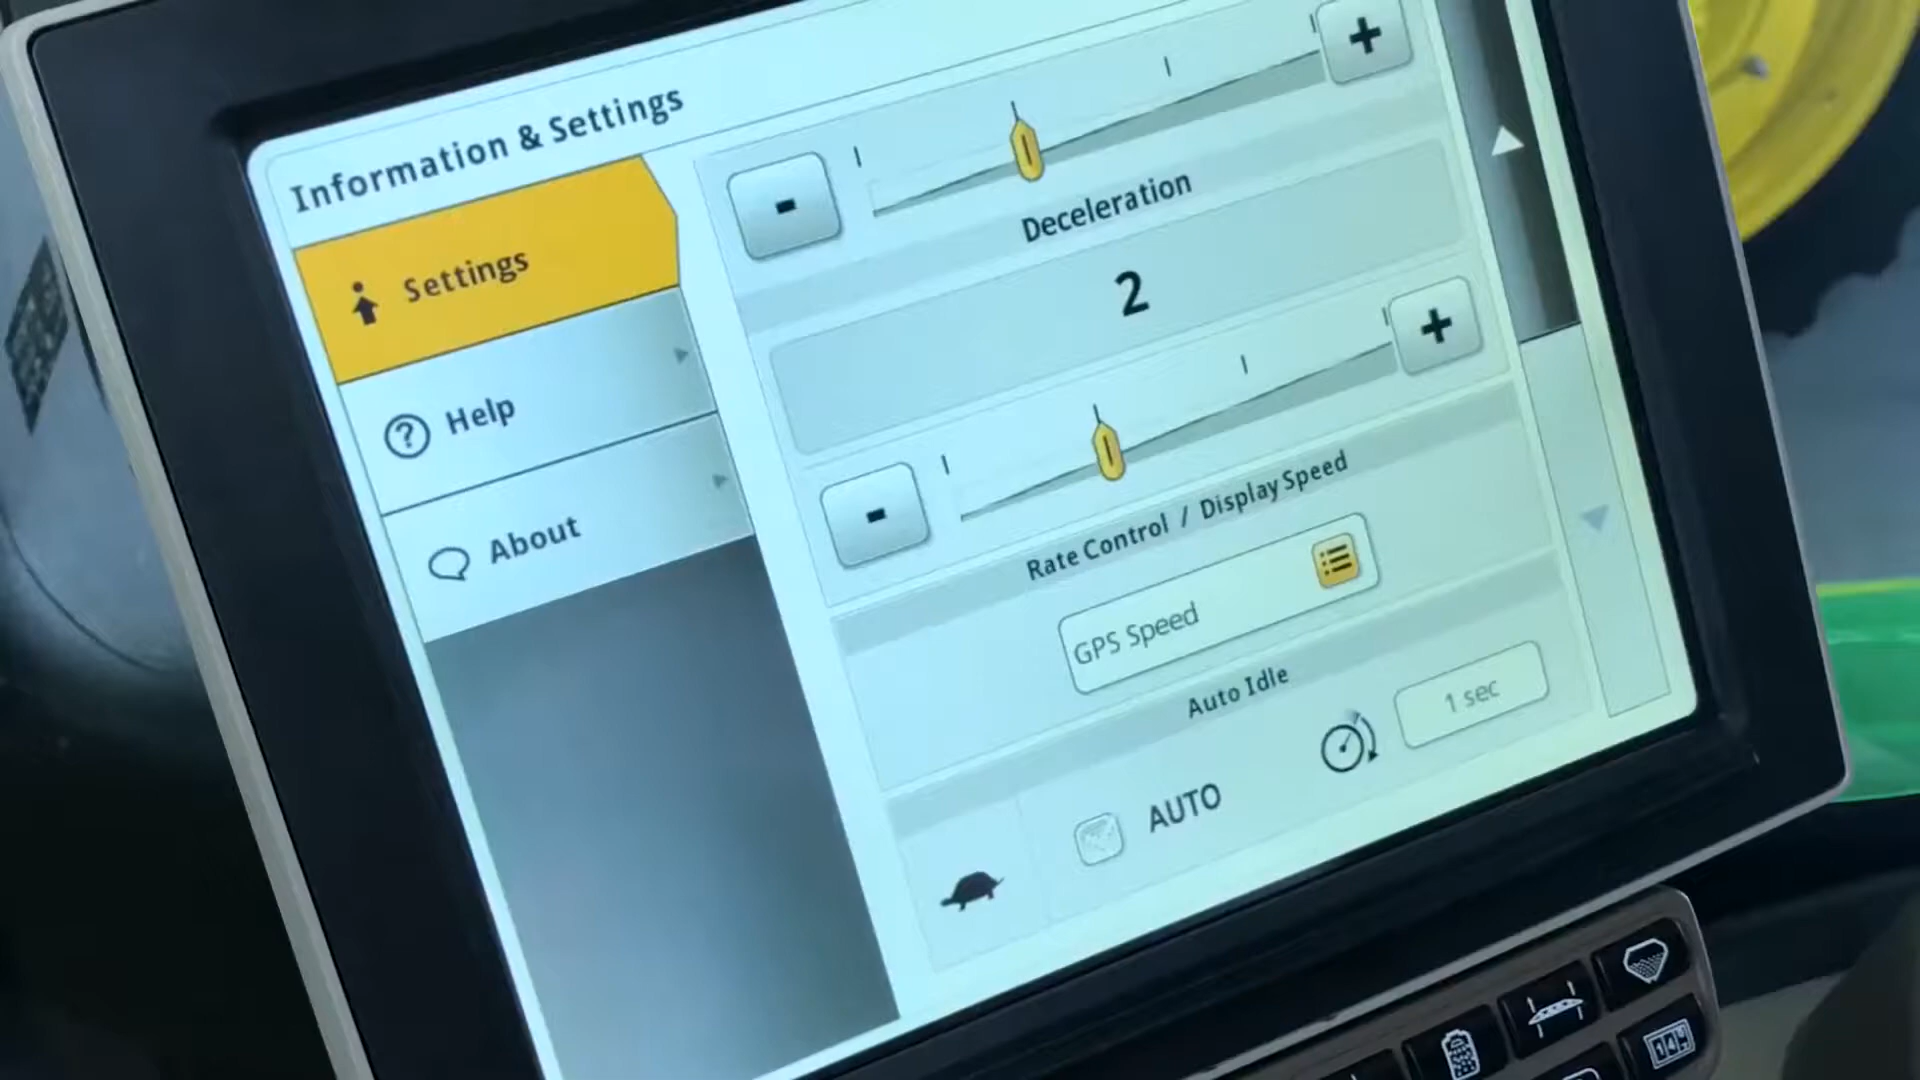 Information & Settings
Settings
Help
About
Deceleration
2
Rate Control / Display Speed
GPS Speed
Auto Idle
1 sec
AUTO